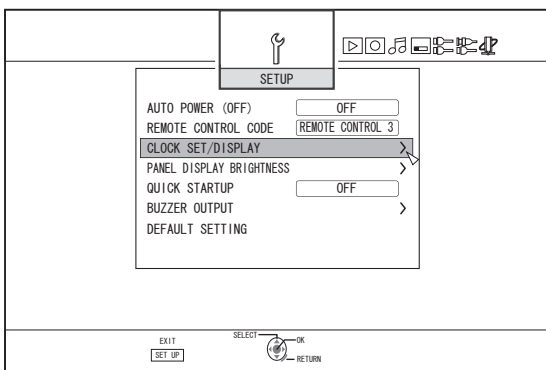 SETUP
AUTO POWER (OFF) OFF
REMOTE CONTROL CODE REMOTE CONTROL 3
CLOCK SET/DISPLAY
PANEL DISPLAY BRIGHTNESS
QUICK STARTUP OFF
BUZZER OUTPUT
DEFAULT SETTING
EXIT
SET UP
SELECT
OK
RETURN